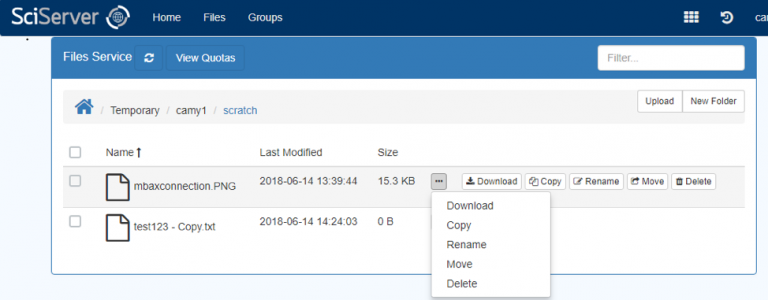 SciServer Home Files Groups ca
Files Service View Quotas Filter...
/ Temporary / camy1 / scratch Upload New Folder
Name Last Modified Size
mbaxconnection.PNG 2018-06-14 13:39:44 15.3 KB ... Download Copy Rename Move Delete
test123 - Copy.txt 2018-06-14 14:24:03 0 B
Download
Copy
Rename
Move
Delete